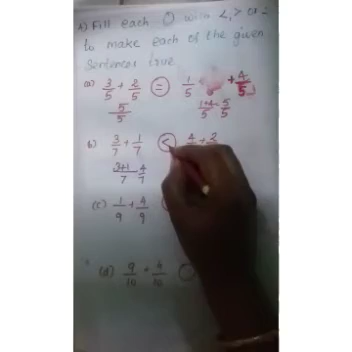 A) Fill each ○ with <, > or =
to make each of the given
Sentences true
(a) 3/5 + 2/5 = 1/5 + 4/5
5/5 1+4/5 5/5
(b) 3/7 + 1/7 < 4/ + 2/
3+1/7 4/7
(c) 1/9 + 4/9
(d) 9/10 + 4/10 ○